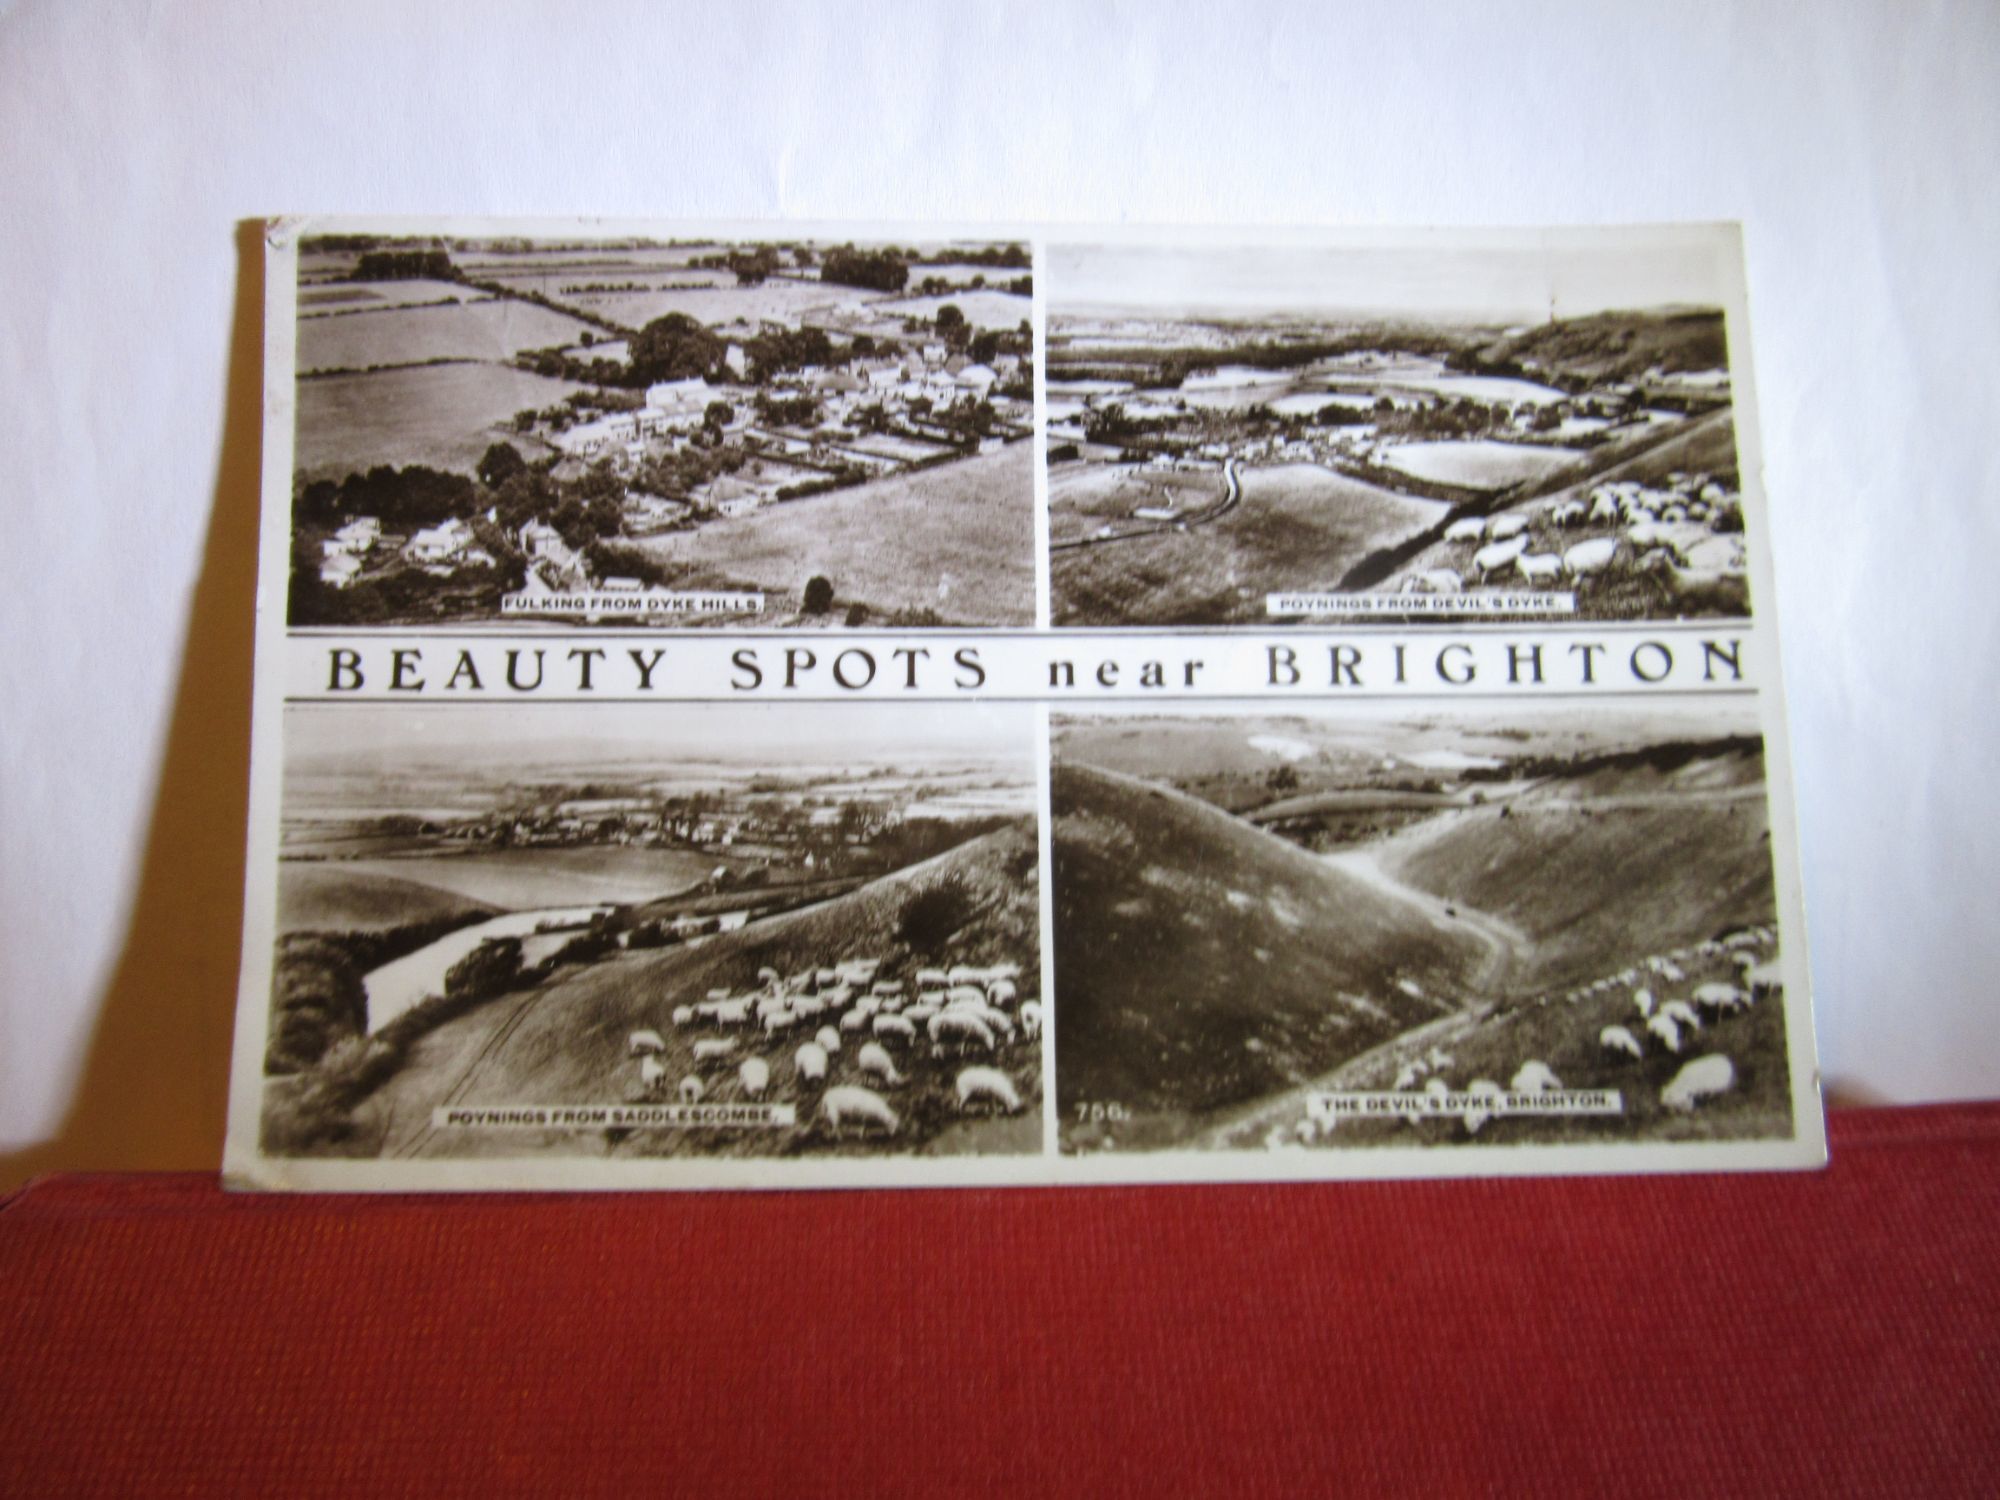 FULKING FROM DYKE HILLS.
POYNINGS FROM DEVIL'S DYKE.
BEAUTY SPOTS near BRIGHTON
POYNINGS FROM SADDLESCOMBE.
756.
THE DEVIL'S DYKE, BRIGHTON.